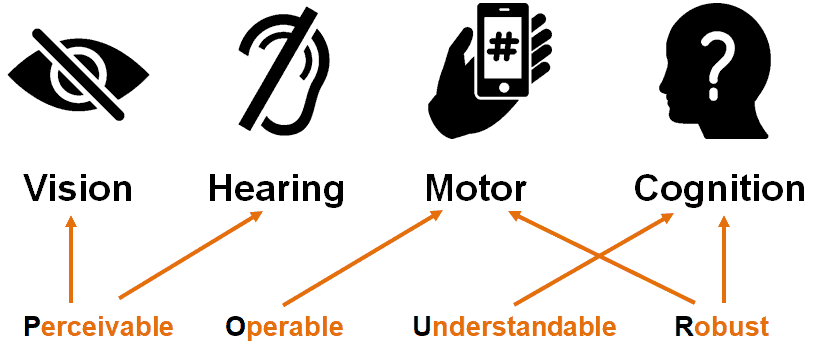 #
?
Vision Hearing Motor Cognition
Perceivable Operable Understandable Robust